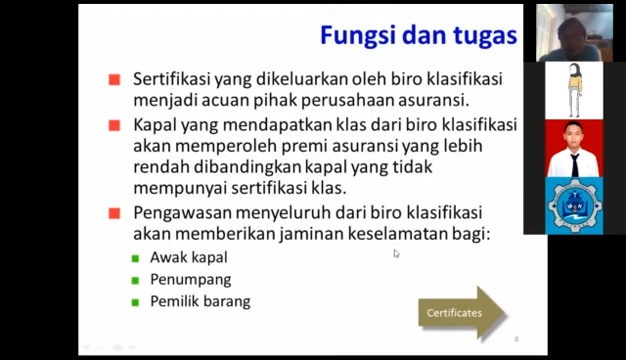 Fungsi dan tugas
Sertifikasi yang dikeluarkan oleh biro klasifikasi
menjadi acuan pihak perusahaan asuransi.
Kapal yang mendapatkan klas dari biro klasifikasi
akan memperoleh premi asuransi yang lebih
rendah dibandingkan kapal yang tidak
mempunyai sertifikasi klas.
Pengawasan menyeluruh dari biro klasifikasi
akan memberikan jaminan keselamatan bagi:
Awak kapal
Penumpang
Pemilik barang
Certificates